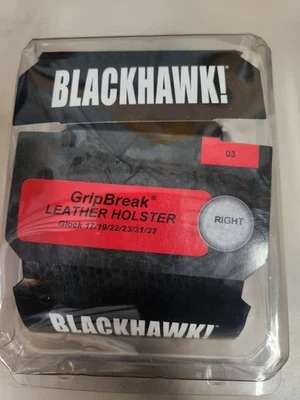 BLACKHAWK!
03
GripBreak®
LEATHER HOLSTER
Glock 17/19/22/23/31/32
RIGHT
BLACKHAWK!